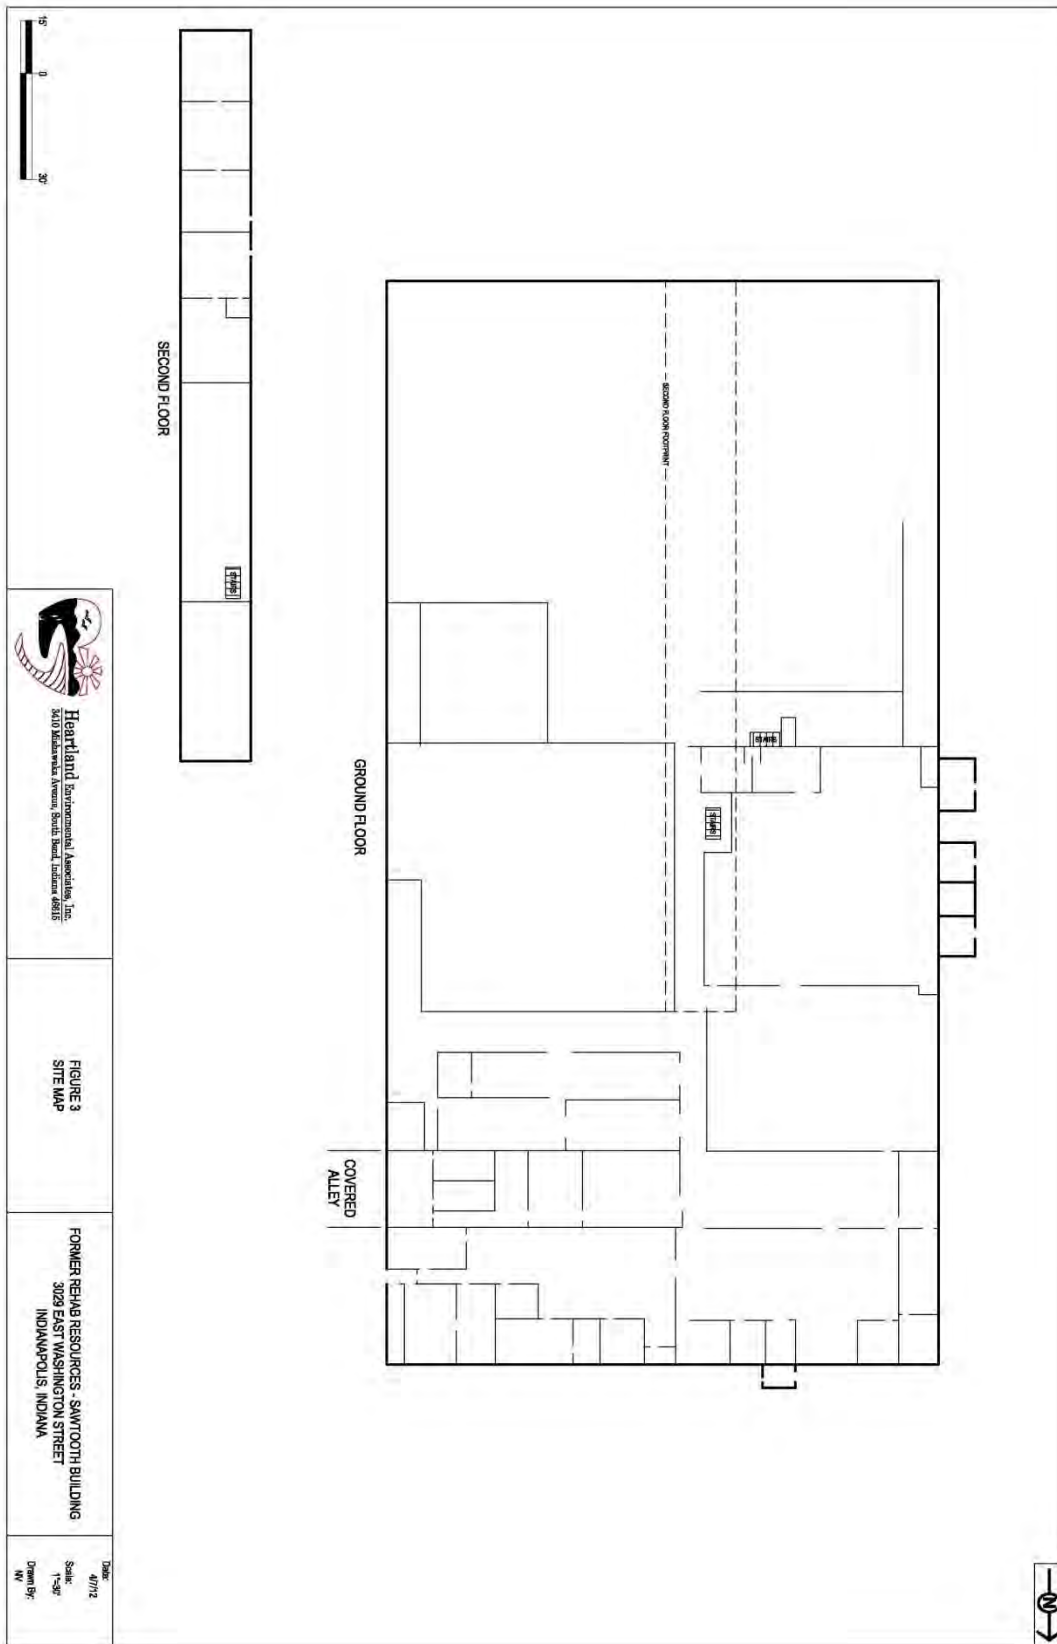 15'
0
30'
SECOND FLOOR
STAIRS
SECOND FLOOR FOOTPRINT
STAIRS
STAIRS
GROUND FLOOR
COVERED
ALLEY
Heartland Environmental Associates, Inc.
3410 Mishawaka Avenue, South Bend, Indiana 46615
FIGURE 3
SITE MAP
FORMER REHAB RESOURCES - SAWTOOTH BUILDING
3029 EAST WASHINGTON STREET
INDIANAPOLIS, INDIANA
Date:
4/7/12
Scale:
1"=30'
Drawn By:
NV
N